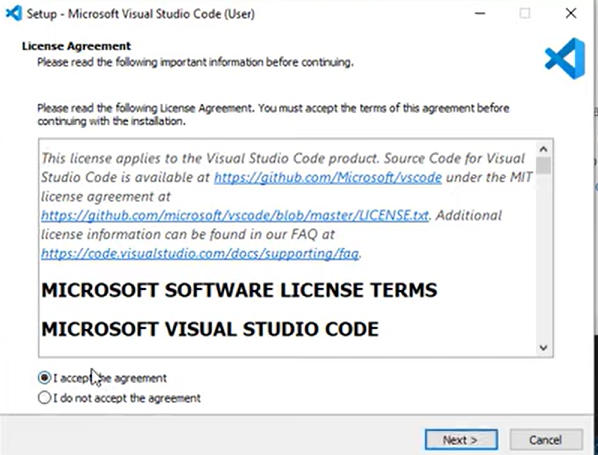 Setup - Microsoft Visual Studio Code (User)
License Agreement
Please read the following important information before continuing.
Please read the following License Agreement. You must accept the terms of this agreement before
continuing with the installation.
This license applies to the Visual Studio Code product. Source Code for Visual
Studio Code is available at https://github.com/Microsoft/vscode under the MIT
license agreement at
https://github.com/microsoft/vscode/blob/master/LICENSE.txt. Additional
license information can be found in our FAQ at
https://code.visualstudio.com/docs/supporting/faq.
MICROSOFT SOFTWARE LICENSE TERMS
MICROSOFT VISUAL STUDIO CODE
I accept the agreement
I do not accept the agreement
Next >
Cancel